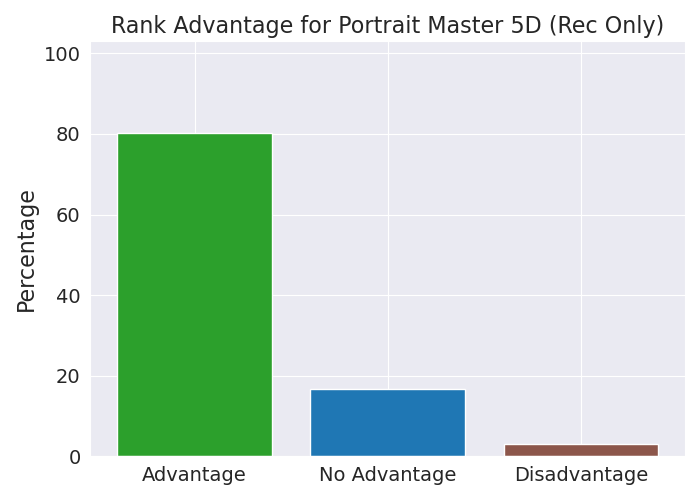 Rank Advantage for Portrait Master 5D (Rec Only)
100
80
60
40
20
0
Percentage
Advantage
No Advantage
Disadvantage